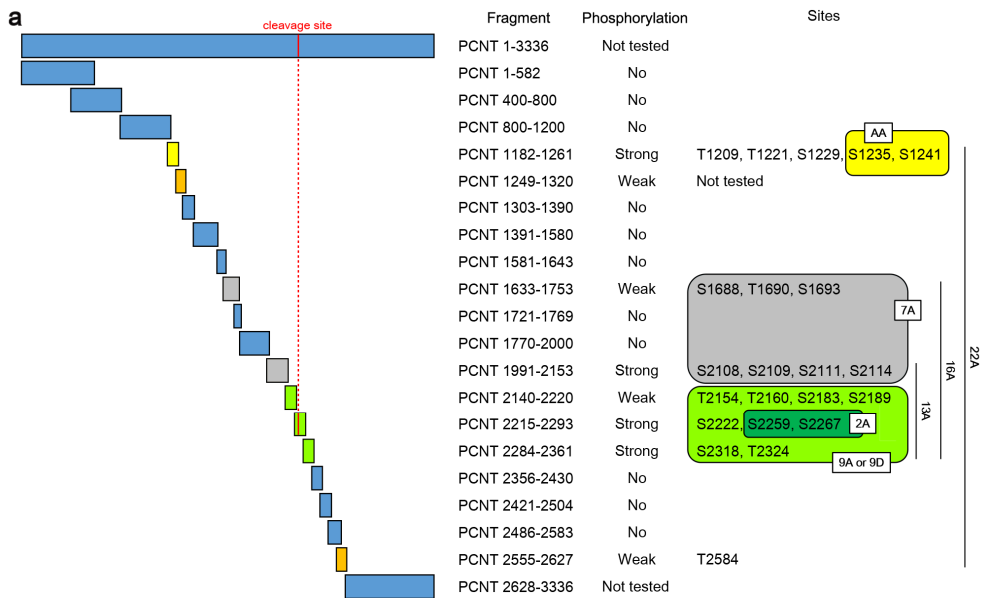 a
cleavage site
Fragment Phosphorylation Sites
PCNT 1-3336 Not tested
PCNT 1-582 No
PCNT 400-800 No
PCNT 800-1200 No
AA
PCNT 1182-1261 Strong T1209, T1221, S1229, S1235, S1241
PCNT 1249-1320 Weak Not tested
PCNT 1303-1390 No
PCNT 1391-1580 No
PCNT 1581-1643 No
PCNT 1633-1753 Weak S1688, T1690, S1693
7A
PCNT 1721-1769 No
PCNT 1770-2000 No
22A
16A
PCNT 1991-2153 Strong S2108, S2109, S2111, S2114
PCNT 2140-2220 Weak T2154, T2160, S2183, S2189
13A
PCNT 2215-2293 Strong S2222, S2259, S2267 2A
PCNT 2284-2361 Strong S2318, T2324
9A or 9D
PCNT 2356-2430 No
PCNT 2421-2504 No
PCNT 2486-2583 No
PCNT 2555-2627 Weak T2584
PCNT 2628-3336 Not tested